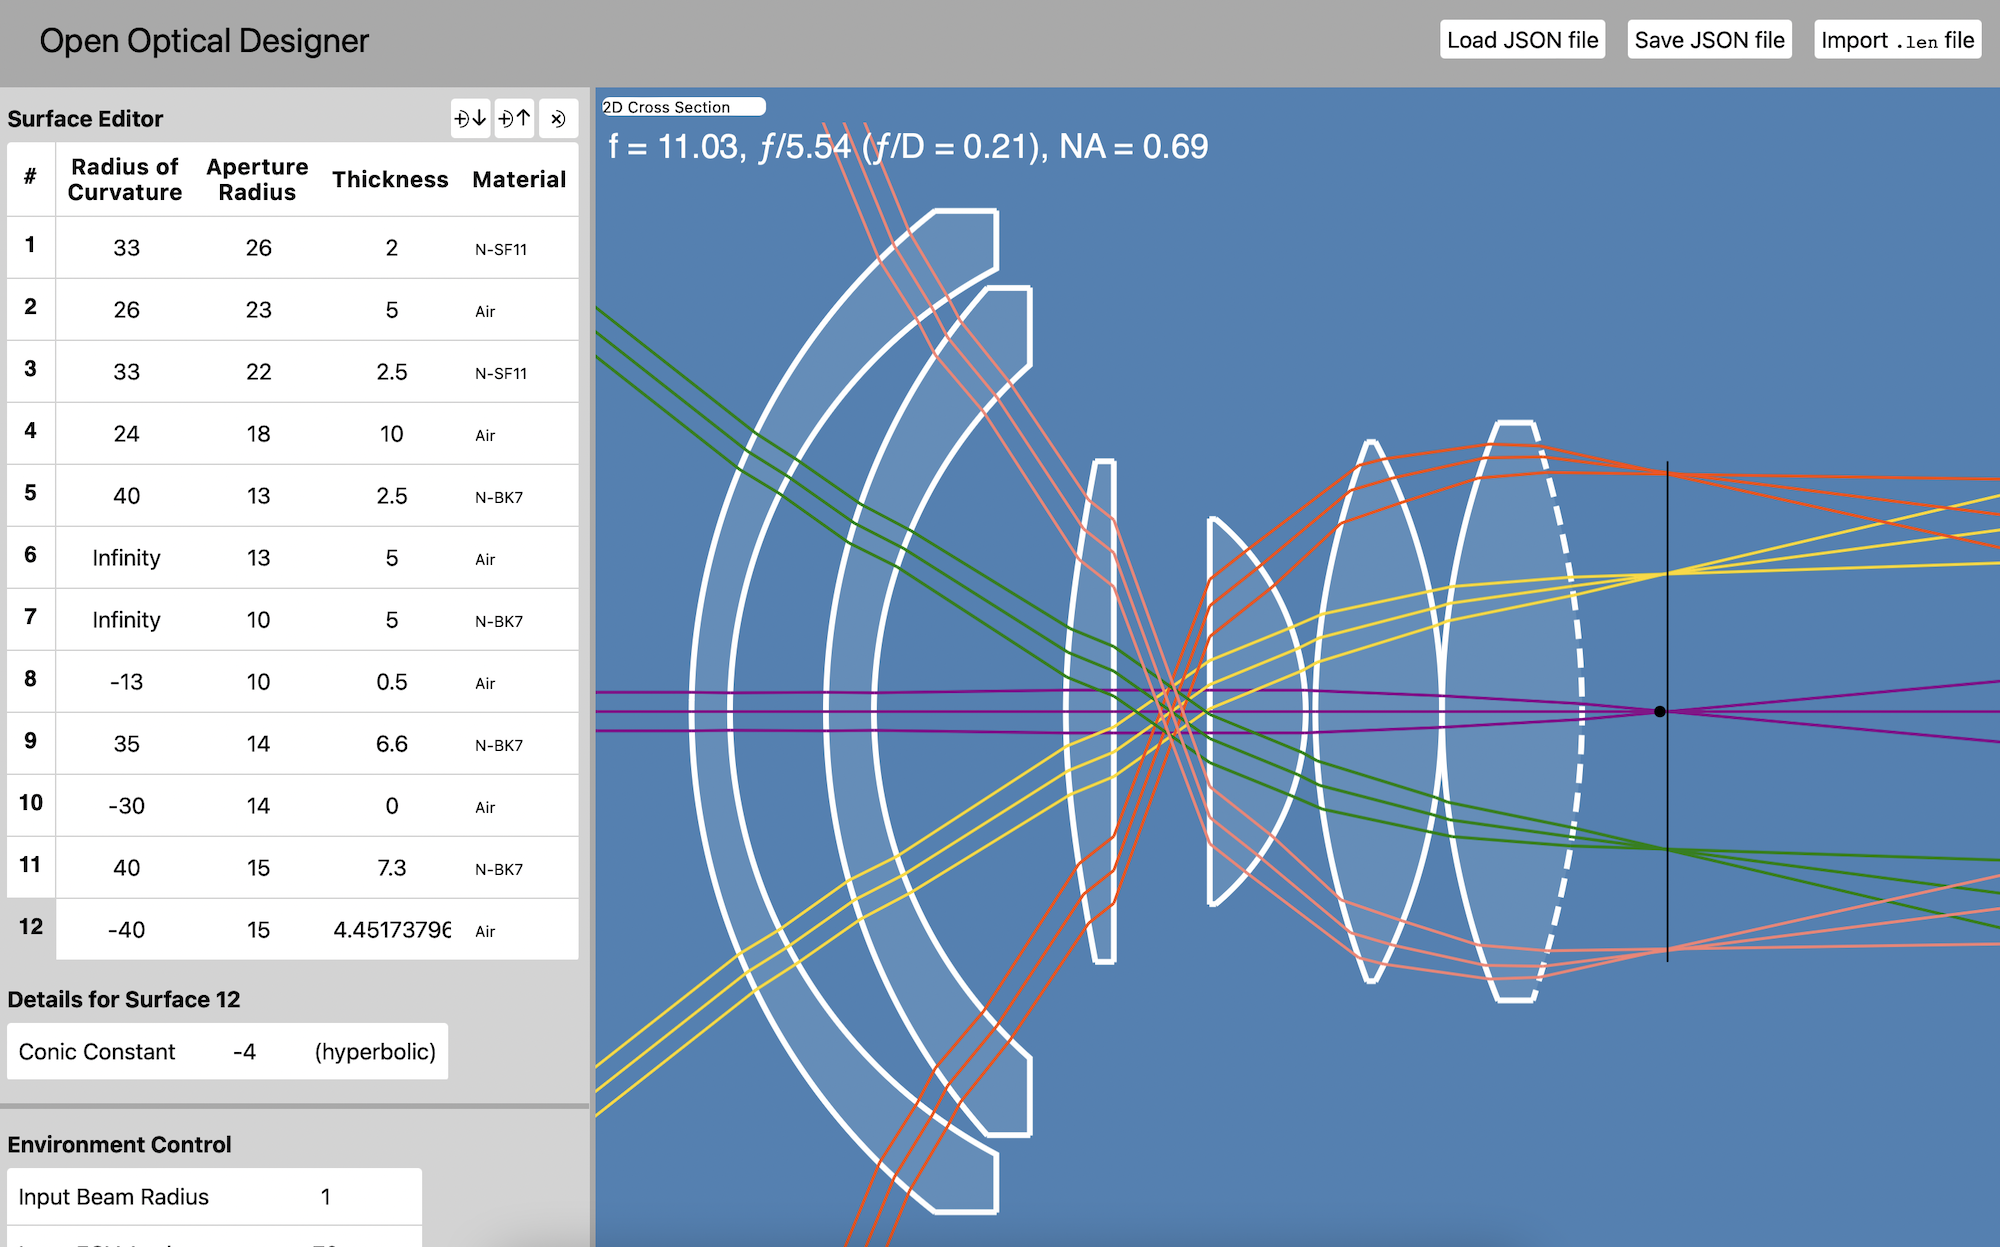 Open Optical Designer
Load JSON file Save JSON file Import .len file
Surface Editor
# Radius of Curvature Aperture Radius Thickness Material
1 33 26 2 N-SF11
2 26 23 5 Air
3 33 22 2.5 N-SF11
4 24 18 10 Air
5 40 13 2.5 N-BK7
6 Infinity 13 5 Air
7 Infinity 10 5 N-BK7
8 -13 10 0.5 Air
9 35 14 6.6 N-BK7
10 -30 14 0 Air
11 40 15 7.3 N-BK7
12 -40 15 4.4517379 Air
Details for Surface 12
Conic Constant -4 (hyperbolic)
Environment Control
Input Beam Radius 1
2D Cross Section
f = 11.03, ƒ/5.54 (ƒ/D = 0.21), NA = 0.69